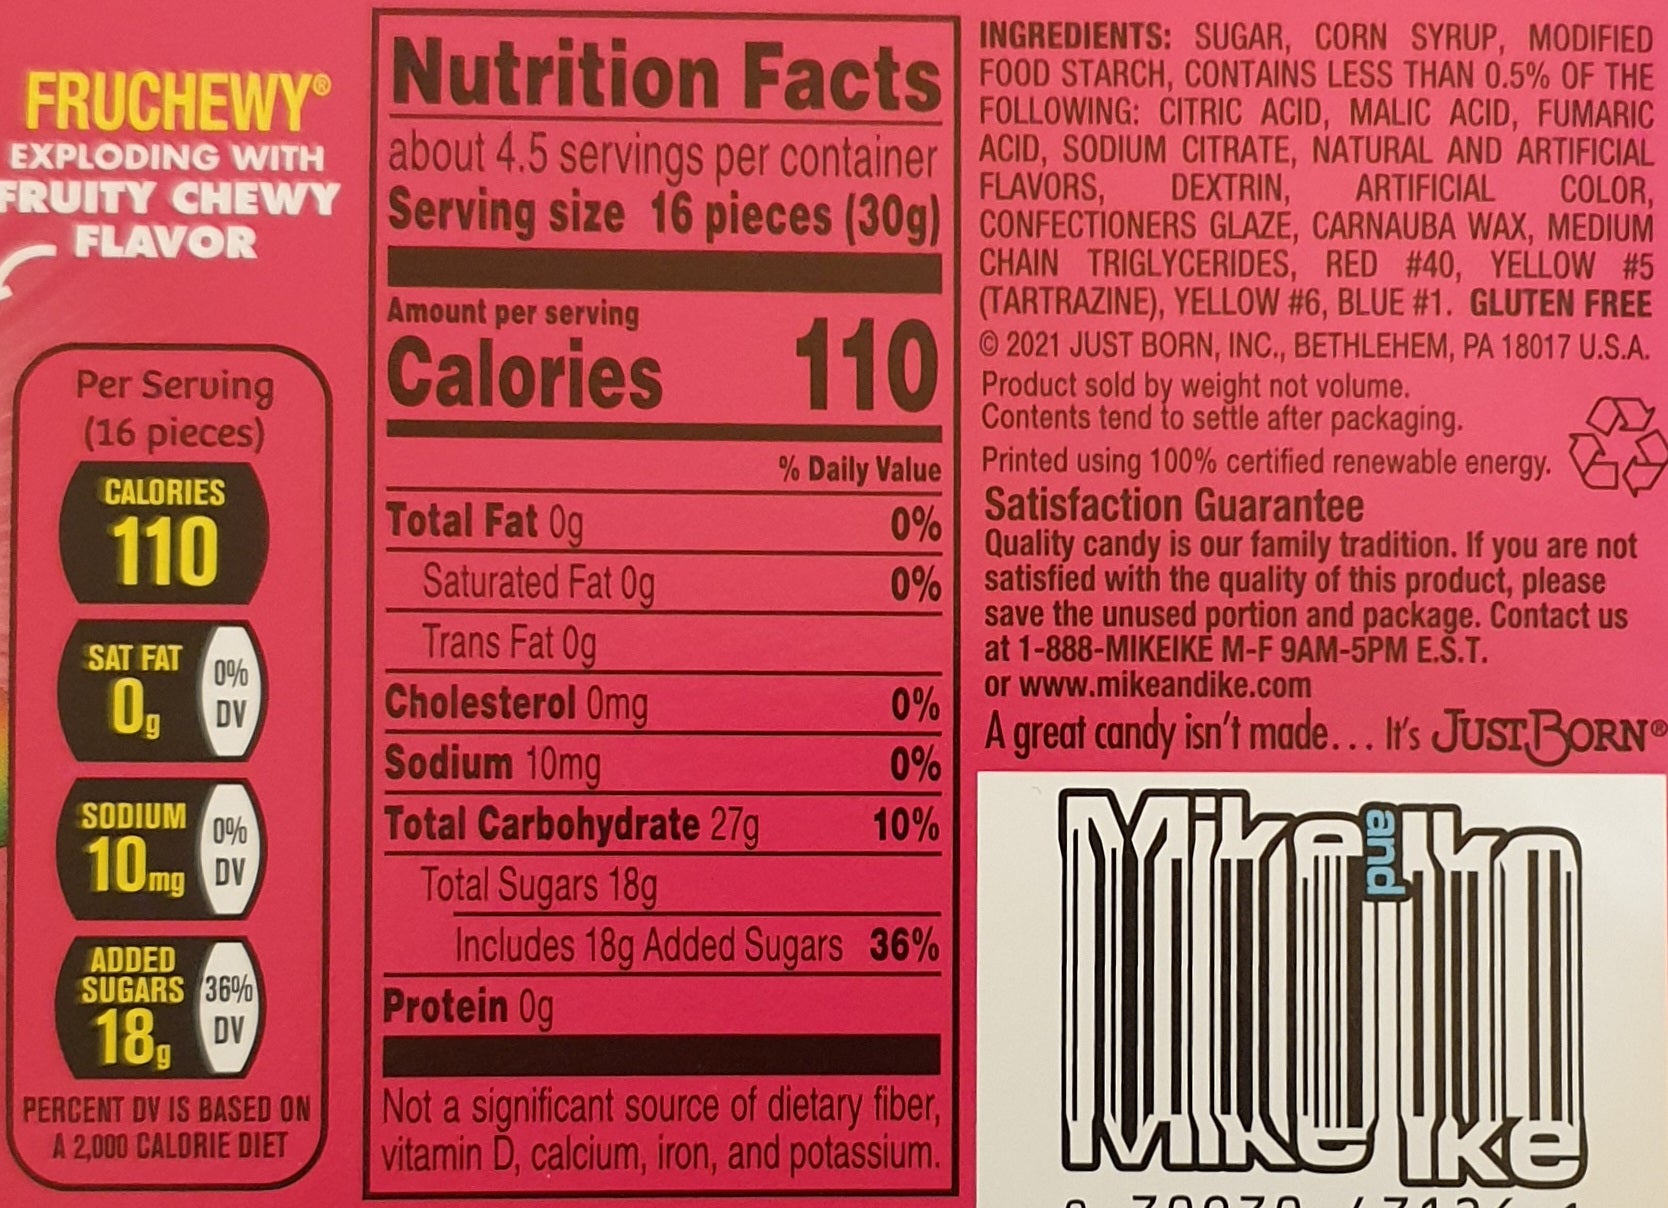 FRUCHEWY®
EXPLODING WITH
FRUITY CHEWY
FLAVOR
Per Serving
(16 pieces)
CALORIES
110
SAT FAT
0g
0%
DV
SODIUM
10mg
0%
DV
ADDED
SUGARS
18g
36%
DV
PERCENT DV IS BASED ON
A 2,000 CALORIE DIET
Nutrition Facts
about 4.5 servings per container
Serving size 16 pieces (30g)
Amount per serving
Calories 110
% Daily Value
Total Fat 0g 0%
Saturated Fat 0g 0%
Trans Fat 0g
Cholesterol 0mg 0%
Sodium 10mg 0%
Total Carbohydrate 27g 10%
Total Sugars 18g
Includes 18g Added Sugars 36%
Protein 0g
Not a significant source of dietary fiber,
vitamin D, calcium, iron, and potassium.
INGREDIENTS: SUGAR, CORN SYRUP, MODIFIED
FOOD STARCH, CONTAINS LESS THAN 0.5% OF THE
FOLLOWING: CITRIC ACID, MALIC ACID, FUMARIC
ACID, SODIUM CITRATE, NATURAL AND ARTIFICIAL
FLAVORS, DEXTRIN, ARTIFICIAL COLOR,
CONFECTIONERS GLAZE, CARNAUBA WAX, MEDIUM
CHAIN TRIGLYCERIDES, RED #40, YELLOW #5
(TARTRAZINE), YELLOW #6, BLUE #1. GLUTEN FREE
© 2021 JUST BORN, INC., BETHLEHEM, PA 18017 U.S.A.
Product sold by weight not volume.
Contents tend to settle after packaging.
Printed using 100% certified renewable energy.
Satisfaction Guarantee
Quality candy is our family tradition. If you are not
satisfied with the quality of this product, please
save the unused portion and package. Contact us
at 1-888-MIKEIKE M-F 9AM-5PM E.S.T.
or www.mikeandike.com
A great candy isn't made... It's JUST BORN®
Mike and Ike
Mike Ike